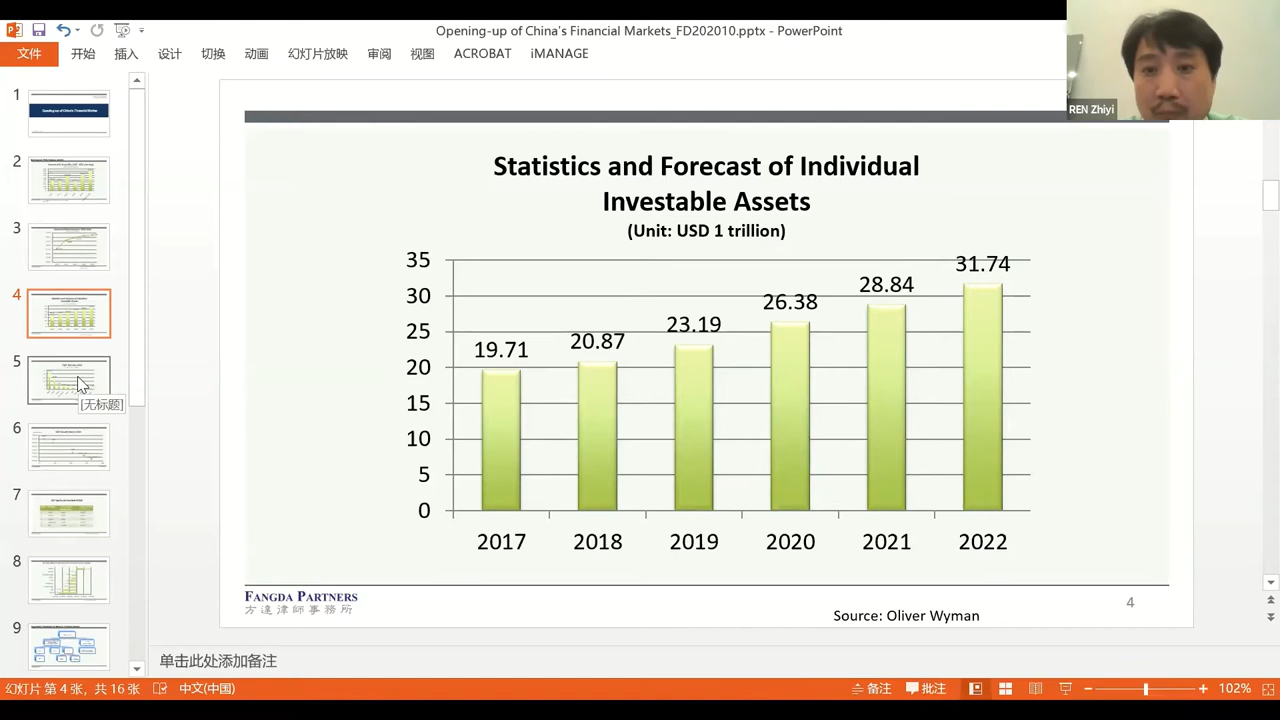 Opening-up of China's Financial Markets_FD202010.pptx - PowerPoint
文件 开始 插入 设计 切换 动画 幻灯片放映 审阅 视图 ACROBAT iMANAGE
REN Zhiyi
1
2
3
4
5
[无标题]
6
7
8
9
Statistics and Forecast of Individual
Investable Assets
(Unit: USD 1 trillion)
35
30
25
20
15
10
5
0
19.71
20.87
23.19
26.38
28.84
31.74
2017 2018 2019 2020 2021 2022
FANGDA PARTNERS
方達律師事務所
4
Source: Oliver Wyman
单击此处添加备注
幻灯片 第 4 张，共 16 张 中文(中国) 备注 批注 102%